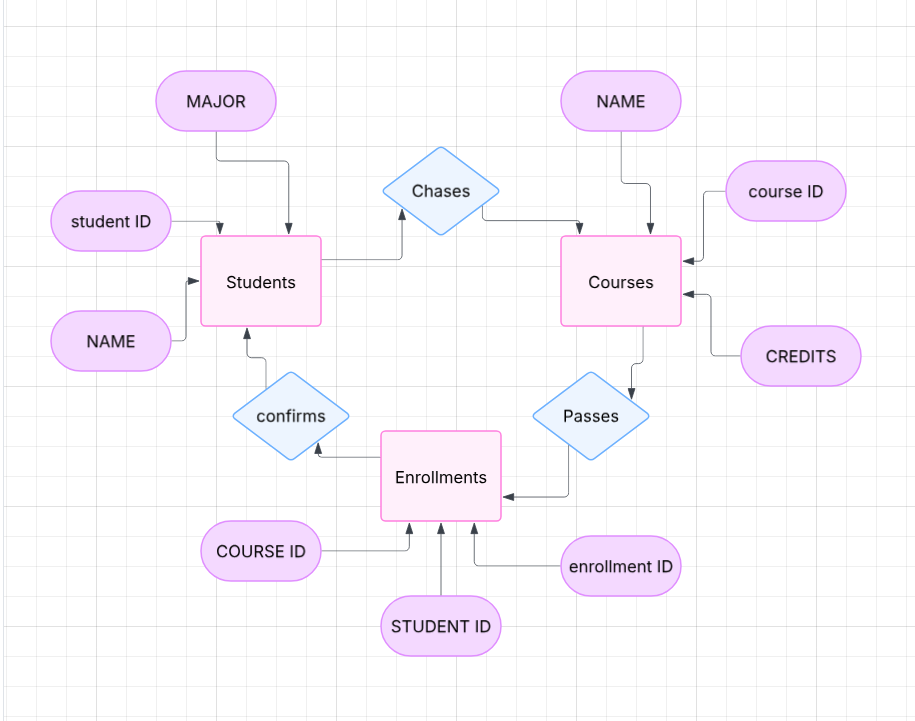 MAJOR
NAME
Chases
course ID
student ID
Students
Courses
NAME
CREDITS
confirms
Passes
Enrollments
COURSE ID
enrollment ID
STUDENT ID